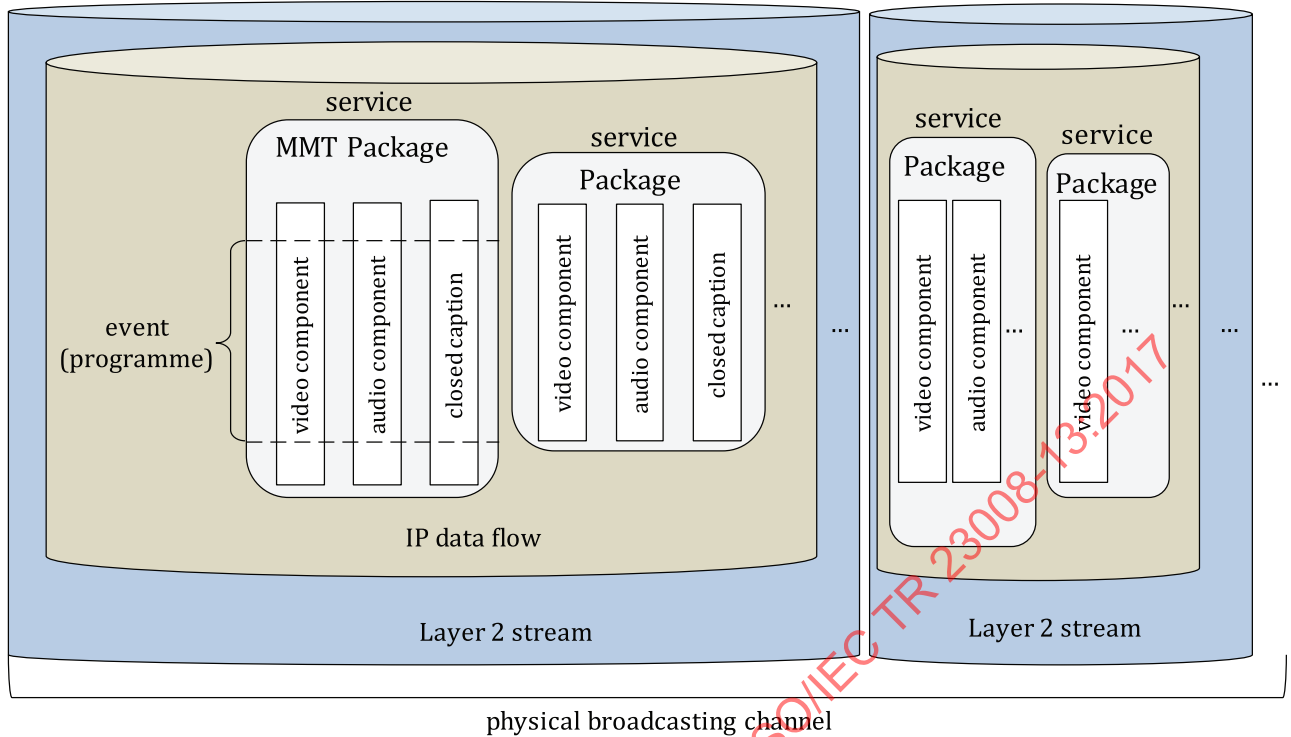 service
MMT Package
video component
audio component
closed caption
event
(programme)
service
Package
video component
audio component
closed caption
...
...
IP data flow
Layer 2 stream
service
Package
video component
audio component
...
service
Package
video component
...
...
...
Layer 2 stream
...
physical broadcasting channel
SO/IEC TR 23008-13:2017